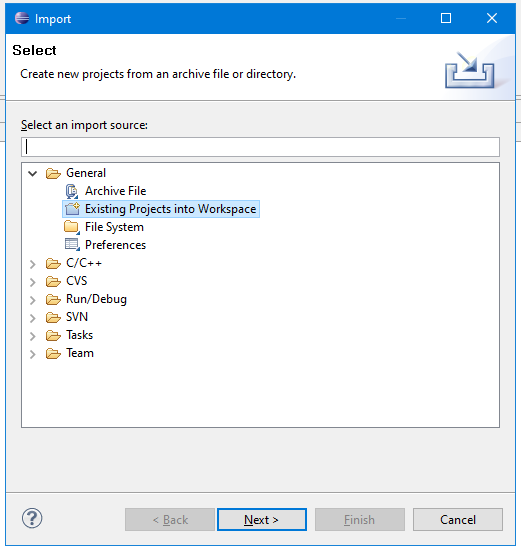 Import
Select
Create new projects from an archive file or directory.
Select an import source:
General
Archive File
Existing Projects into Workspace
File System
Preferences
C/C++
CVS
Run/Debug
SVN
Tasks
Team
?
< Back
Next >
Finish
Cancel